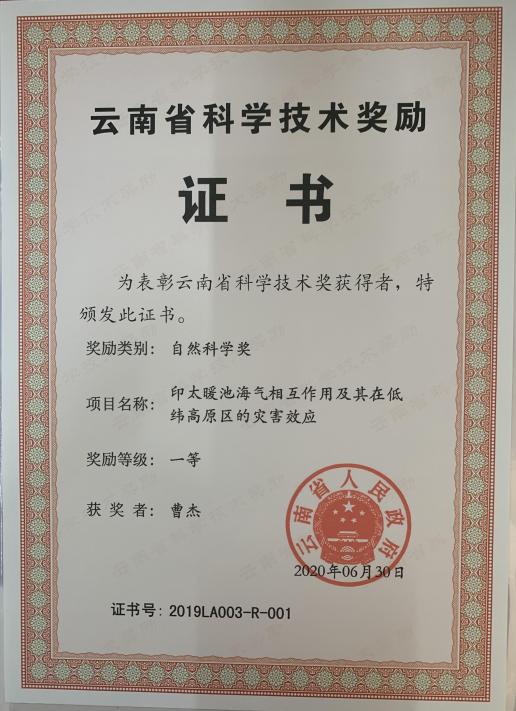 云南省科学技术奖励
证 书
为表彰云南省科学技术奖获得者，特
颁发此证书。
奖励类别： 自然科学奖
项目名称： 印太暖池海气相互作用及其在低
纬高原区的灾害效应
奖励等级： 一等
获 奖 者： 曹杰
云南省人民政府
2020年06月30日
证书号：2019LA003-R-001